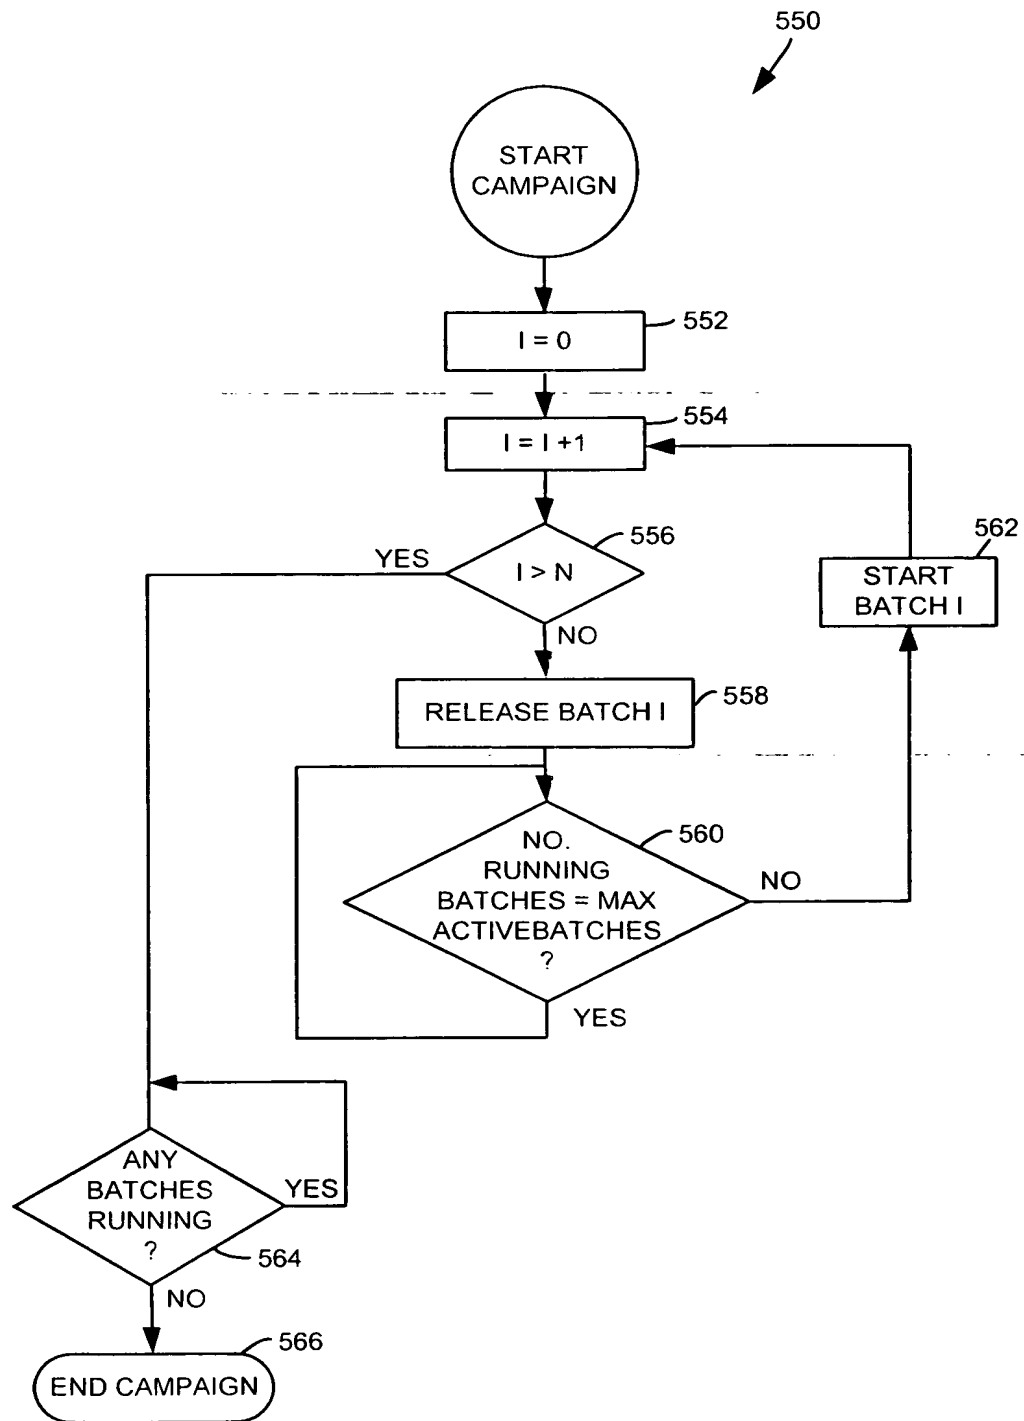 550
START
CAMPAIGN
I = 0
552
I = I +1
554
I > N
556
YES
NO
START
BATCH I
562
RELEASE BATCH I
558
NO.
RUNNING
BATCHES = MAX
ACTIVEBATCHES
?
560
NO
YES
ANY
BATCHES
RUNNING
?
YES
564
NO
END CAMPAIGN
566